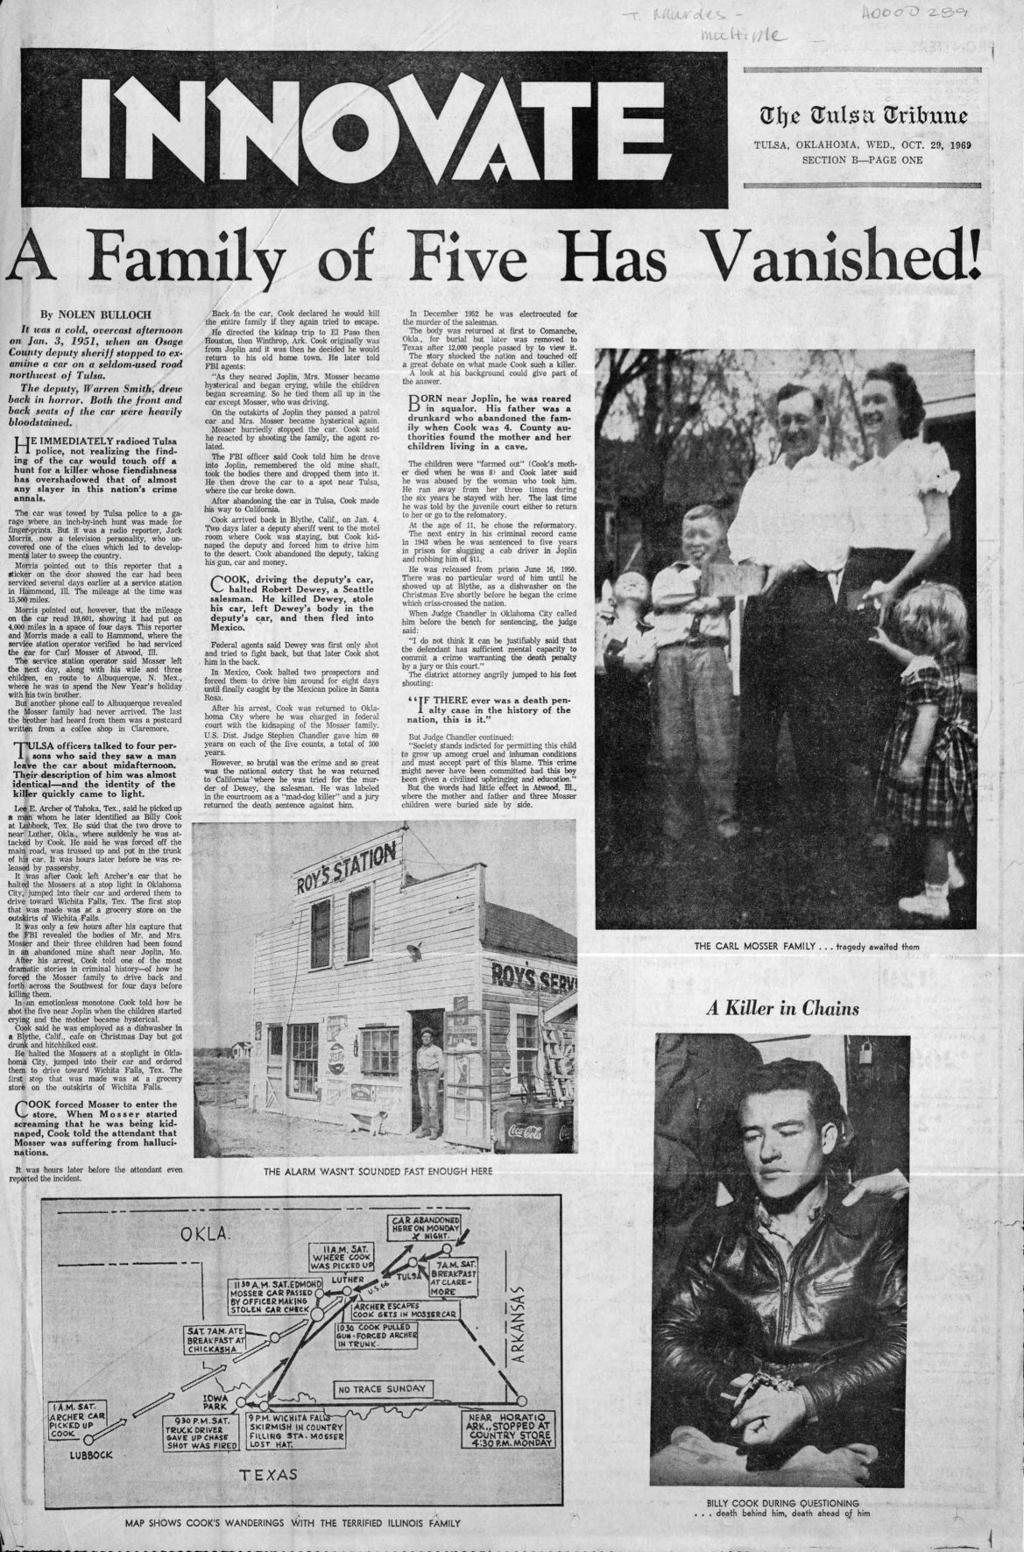 T. Murders -
multiple
A0000 289
INNOVATE
The Tulsa Tribune
TULSA, OKLAHOMA, WED., OCT. 29, 1969
SECTION B—PAGE ONE
A Family of Five Has Vanished!
By NOLEN BULLOCH
It was a cold, overcast afternoon
on Jan. 3, 1951, when an Osage
County deputy sheriff stopped to ex-
amine a car on a seldom-used road
northwest of Tulsa.
The deputy, Warren Smith, drew
back in horror. Both the front and
back seats of the car were heavily
bloodstained.
HE IMMEDIATELY radioed Tulsa
police, not realizing the find-
ing of the car would touch off a
hunt for a killer whose fiendishness
has overshadowed that of almost
any slayer in this nation's crime
annals.
The car was towed by Tulsa police to a ga-
rage where an inch-by-inch hunt was made for
finger-prints. But it was a radio reporter, Jack
Morris, now a television personality, who un-
covered one of the clues which led to develop-
ments later to sweep the country.
Morris pointed out to this reporter that a
sticker on the door showed the car had been
serviced several days earlier at a service station
in Hammond, Ill. The mileage at the time was
15,500 miles.
Morris pointed out, however, that the mileage
on the car read 19,601, showing it had put on
4,000 miles in a space of four days. This reporter
and Morris made a call to Hammond, where the
service station operator verified he had serviced
the car for Carl Mosser of Atwood, Ill.
The service station operator said Mosser left
the next day, along with his wife and three
children, en route to Albuquerque, N. Mex.,
where he was to spend the New Year's holiday
with his twin brother.
But another phone call to Albuquerque revealed
the Mosser family had never arrived. The last
the brother had heard from them was a postcard
written from a coffee shop in Claremore.
TULSA officers talked to four per-
sons who said they saw a man
leave the car about midafternoon.
Their description of him was almost
identical—and the identity of the
killer quickly came to light.
Lee E. Archer of Tahoka, Tex., said he picked up
a man whom he later identified as Billy Cook
at Lubbock, Tex. He said that the two drove to
near Luther, Okla., where suddenly he was at-
tacked by Cook. He said he was forced off the
main road, was trussed up and put in the trunk
of his car. It was hours later before he was re-
leased by passersby.
It was after Cook left Archer's car that he
halted the Mossers at a stop light in Oklahoma
City, jumped into their car and ordered them to
drive toward Wichita Falls, Tex. The first stop
that was made was at a grocery store on the
outskirts of Wichita Falls.
It was only a few hours after his capture that
the FBI revealed the bodies of Mr. and Mrs.
Mosser and their three children had been found
in an abandoned mine shaft near Joplin, Mo.
After his arrest, Cook told one of the most
dramatic stories in criminal history—of how he
forced the Mosser family to drive back and
forth across the Southwest for four days before
killing them.
In an emotionless monotone Cook told how he
shot the five near Joplin when the children started
crying and the mother became hysterical.
Cook said he was employed as a dishwasher in
a Blythe, Calif., cafe on Christmas Day but got
drunk and hitchhiked east.
He halted the Mossers at a stoplight in Okla-
homa City, jumped into their car and ordered
them to drive toward Wichita Falls, Tex. The
first stop that was made was at a grocery
store on the outskirts of Wichita Falls.
COOK forced Mosser to enter the
store. When Mosser started
screaming that he was being kid-
naped, Cook told the attendant that
Mosser was suffering from halluci-
nations.
It was hours later before the attendant even
reported the incident.
Back in the car, Cook declared he would kill
the entire family if they again tried to escape.
He directed the kidnap trip to El Paso then
Houston, then Winthrop, Ark. Cook originally was
from Joplin and it was then he decided he would
return to his old home town. He later told
FBI agents:
"As they neared Joplin, Mrs. Mosser became
hysterical and began crying, while the children
began screaming. So he tied them all up in the
car except Mosser, who was driving.
On the outskirts of Joplin they passed a patrol
car and Mrs. Mosser became hysterical again.
Mosser hurriedly stopped the car. Cook said
he reacted by shooting the family, the agent re-
lated.
The FBI officer said Cook told him he drove
into Joplin, remembered the old mine shaft,
took the bodies there and dropped them into it.
He then drove the car to a spot near Tulsa,
where the car broke down.
After abandoning the car in Tulsa, Cook made
his way to California.
Cook arrived back in Blythe, Calif., on Jan. 4.
Two days later a deputy sheriff went to the motel
room where Cook was staying, but Cook kid-
naped the deputy and forced him to drive him
to the desert. Cook abandoned the deputy, taking
his gun, car and money.
COOK, driving the deputy's car,
halted Robert Dewey, a Seattle
salesman. He killed Dewey, stole
his car, left Dewey's body in the
deputy's car, and then fled into
Mexico.
Federal agents said Dewey was first only shot
and tried to fight back, but that later Cook shot
him in the back.
In Mexico, Cook halted two prospectors and
forced them to drive him around for eight days
until finally caught by the Mexican police in Santa
Rosa.
After his arrest, Cook was returned to Okla-
homa City where he was charged in federal
court with the kidnaping of the Mosser family.
U.S. Dist. Judge Stephen Chandler gave him 60
years on each of the five counts, a total of 300
years.
However, so brutal was the crime and so great
was the national outcry that he was returned
to California where he was tried for the mur-
der of Dewey, the salesman. He was labeled
in the courtroom as a "mad-dog killer" and a jury
returned the death sentence against him.
In December 1952 he was electrocuted for
the murder of the salesman.
The body was returned at first to Comanche,
Okla., for burial but later was removed to
Texas after 12,000 people passed by to view it.
The story shocked the nation and touched off
a great debate on what made Cook such a killer.
A look at his background could give part of
the answer.
BORN near Joplin, he was reared
in squalor. His father was a
drunkard who abandoned the fam-
ily when Cook was 4. County au-
thorities found the mother and her
children living in a cave.
The children were "farmed out" (Cook's moth-
er died when he was 8) and Cook later said
he was abused by the woman who took him.
He ran away from her three times during
the six years he stayed with her. The last time
he was told by the juvenile court either to return
to her or go to the refomatory.
At the age of 11, he chose the reformatory.
The next entry in his criminal record came
in 1943 when he was sentenced to five years
in prison for slugging a cab driver in Joplin
and robbing him of $11.
He was released from prison June 16, 1950.
There was no particular word of him until he
showed up at Blythe, as a dishwasher on the
Christmas Eve shortly before he began the crime
which criss-crossed the nation.
When Judge Chandler in Oklahoma City called
him before the bench for sentencing, the judge
said:
"I do not think it can be justifiably said that
the defendant has sufficient mental capacity to
commit a crime warranting the death penalty
by a jury or this court."
The district attorney angrily jumped to his feet
shouting:
"IF THERE ever was a death pen-
alty case in the history of the
nation, this is it."
But Judge Chandler continued:
"Society stands indicted for permitting this child
to grow up among cruel and inhuman conditions
and must accept part of this blame. This crime
might never have been committed had this boy
been given a civilized upbringing and education."
But the words had little effect in Atwood, Ill.,
where the mother and father and three Mosser
children were buried side by side.
THE CARL MOSSER FAMILY . . . tragedy awaited them
ROY'S STATION
ROY'S SERVI
Coca-Cola
THE ALARM WASN'T SOUNDED FAST ENOUGH HERE
A Killer in Chains
BILLY COOK DURING QUESTIONING
. . . death behind him, death ahead of him
OKLA.
CAR ABANDONED
HERE ON MONDAY
NIGHT.
11 A.M. SAT.
WHERE COOK
WAS PICKED UP
7 A.M. SAT.
BREAKFAST
AT CLARE-
MORE
TULSA
U.S. 66
LUTHER
1130 A.M. SAT. EDMOND
MOSSER CAR PASSED
BY OFFICER MAKING
STOLEN CAR CHECK
ARCHER ESCAPES
COOK GETS IN MOSSER CAR
1030 COOK PULLED
GUN-FORCED ARCHER
IN TRUNK.
ARKANSAS
SAT. 7 A.M. ATE
BREAKFAST AT
CHICKASHA
NO TRACE SUNDAY
IOWA
PARK
1 A.M. SAT.
ARCHER CAR
PICKED UP
COOK
LUBBOCK
930 P.M. SAT.
TRUCK DRIVER
GAVE UP CHASE
SHOT WAS FIRED
9 P.M. WICHITA FALLS
SKIRMISH IN COUNTRY
FILLING STA. MOSSER
LOST HAT.
NEAR HORATIO
ARK., STOPPED AT
COUNTRY STORE
4:30 P.M. MONDAY
TEXAS
MAP SHOWS COOK'S WANDERINGS WITH THE TERRIFIED ILLINOIS FAMILY